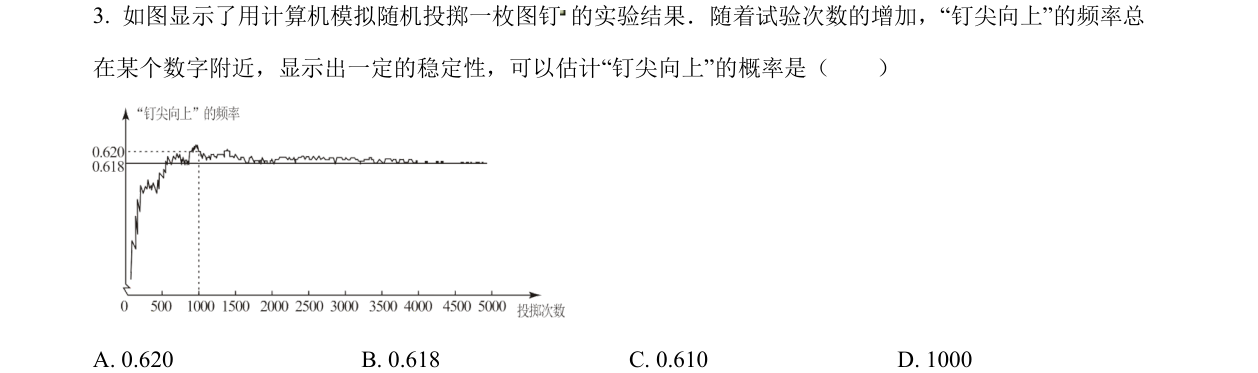 3. 如图显示了用计算机模拟随机投掷一枚图钉的实验结果．随着试验次数的增加，“钉尖向上”的频率总
在某个数字附近，显示出一定的稳定性，可以估计“钉尖向上”的概率是（　　）
“钉尖向上”的频率
0.620
0.618
0 500 1000 1500 2000 2500 3000 3500 4000 4500 5000 投掷次数
A. 0.620 B. 0.618 C. 0.610 D. 1000